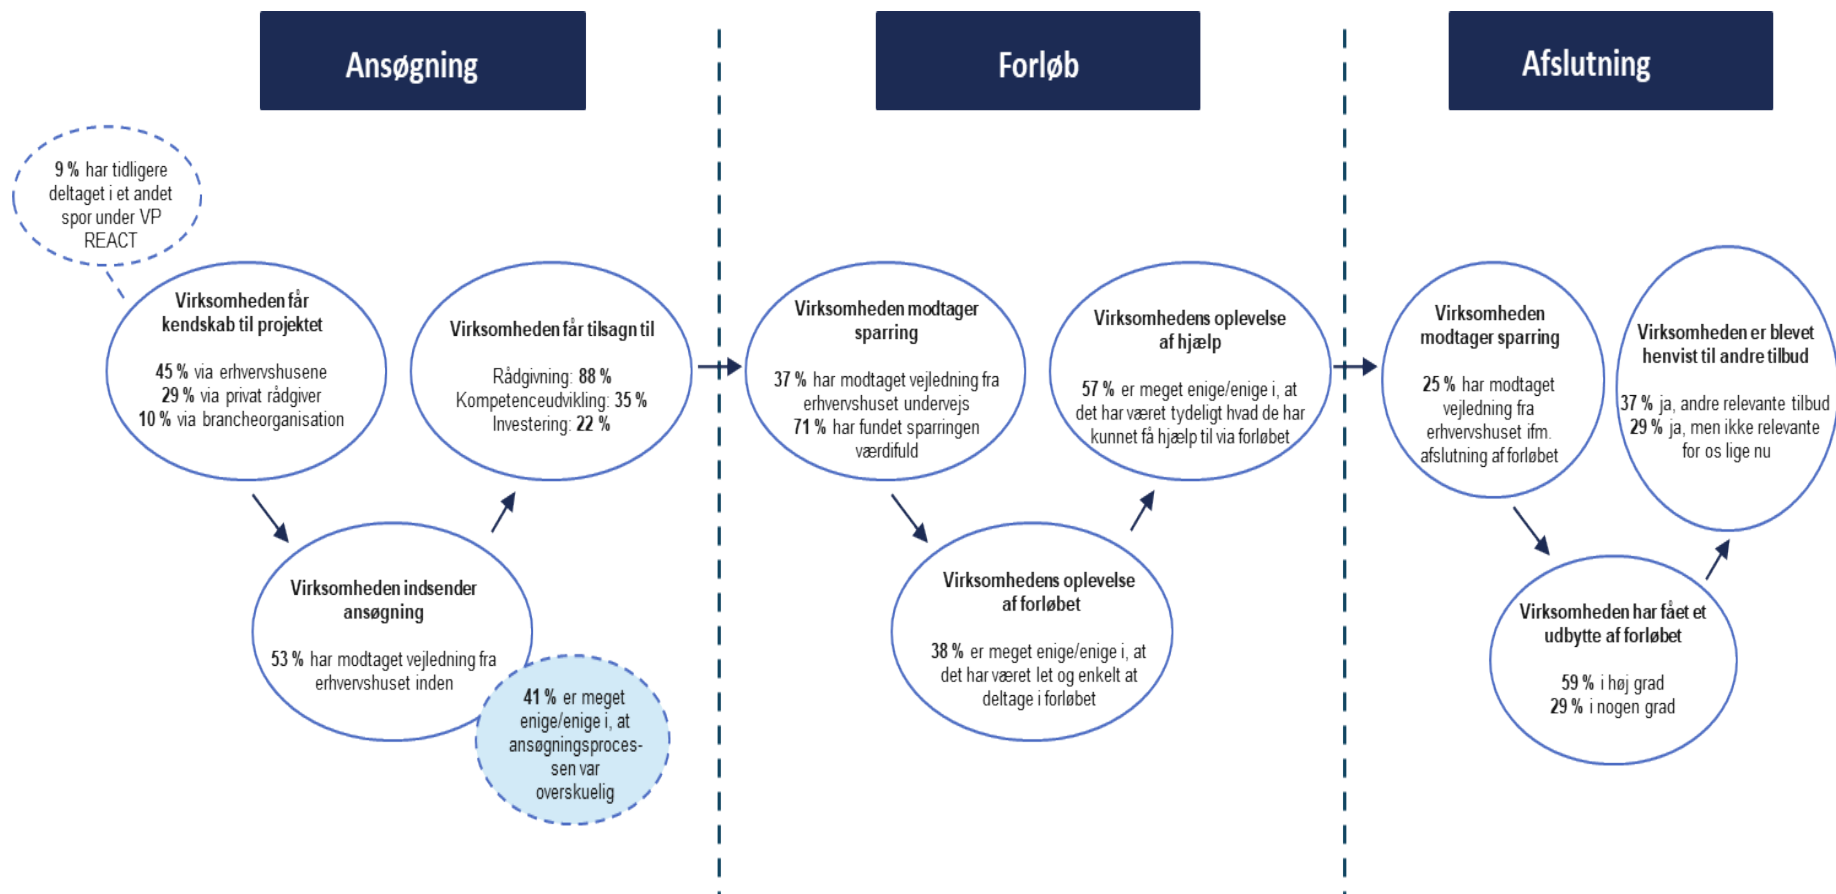 Ansøgning
Forløb
Afslutning
9 % har tidligere
deltaget i et andet
spor under VP
REACT
Virksomheden får
kendskab til projektet
45 % via erhvervshusene
29 % via privat rådgiver
10 % via brancheorganisation
Virksomheden indsender
ansøgning
53 % har modtaget vejledning fra
erhvervshuset inden
41 % er meget
enige/enige i, at
ansøgningsproces-
sen var
overskuelig
Virksomheden får tilsagn til
Rådgivning: 88 %
Kompetenceudvikling: 35 %
Investering: 22 %
Virksomheden modtager
sparring
37 % har modtaget vejledning fra
erhvervshuset undervejs
71 % har fundet sparringen
værdifuld
Virksomhedens oplevelse
af forløbet
38 % er meget enige/enige i, at
det har været let og enkelt at
deltage i forløbet
Virksomhedens oplevelse
af hjælp
57 % er meget enige/enige i, at
det har været tydeligt hvad de har
kunnet få hjælp til via forløbet
Virksomheden
modtager sparring
25 % har modtaget
vejledning fra
erhvervshuset ifm.
afslutning af forløbet
Virksomheden har fået et
udbytte af forløbet
59 % i høj grad
29 % i nogen grad
Virksomheden er blevet
henvist til andre tilbud
37 % ja, andre relevante tilbud
29 % ja, men ikke relevante
for os lige nu